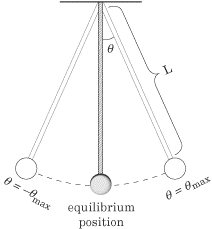 θ
L
θ = -θmax
θ = θmax
equilibrium
position